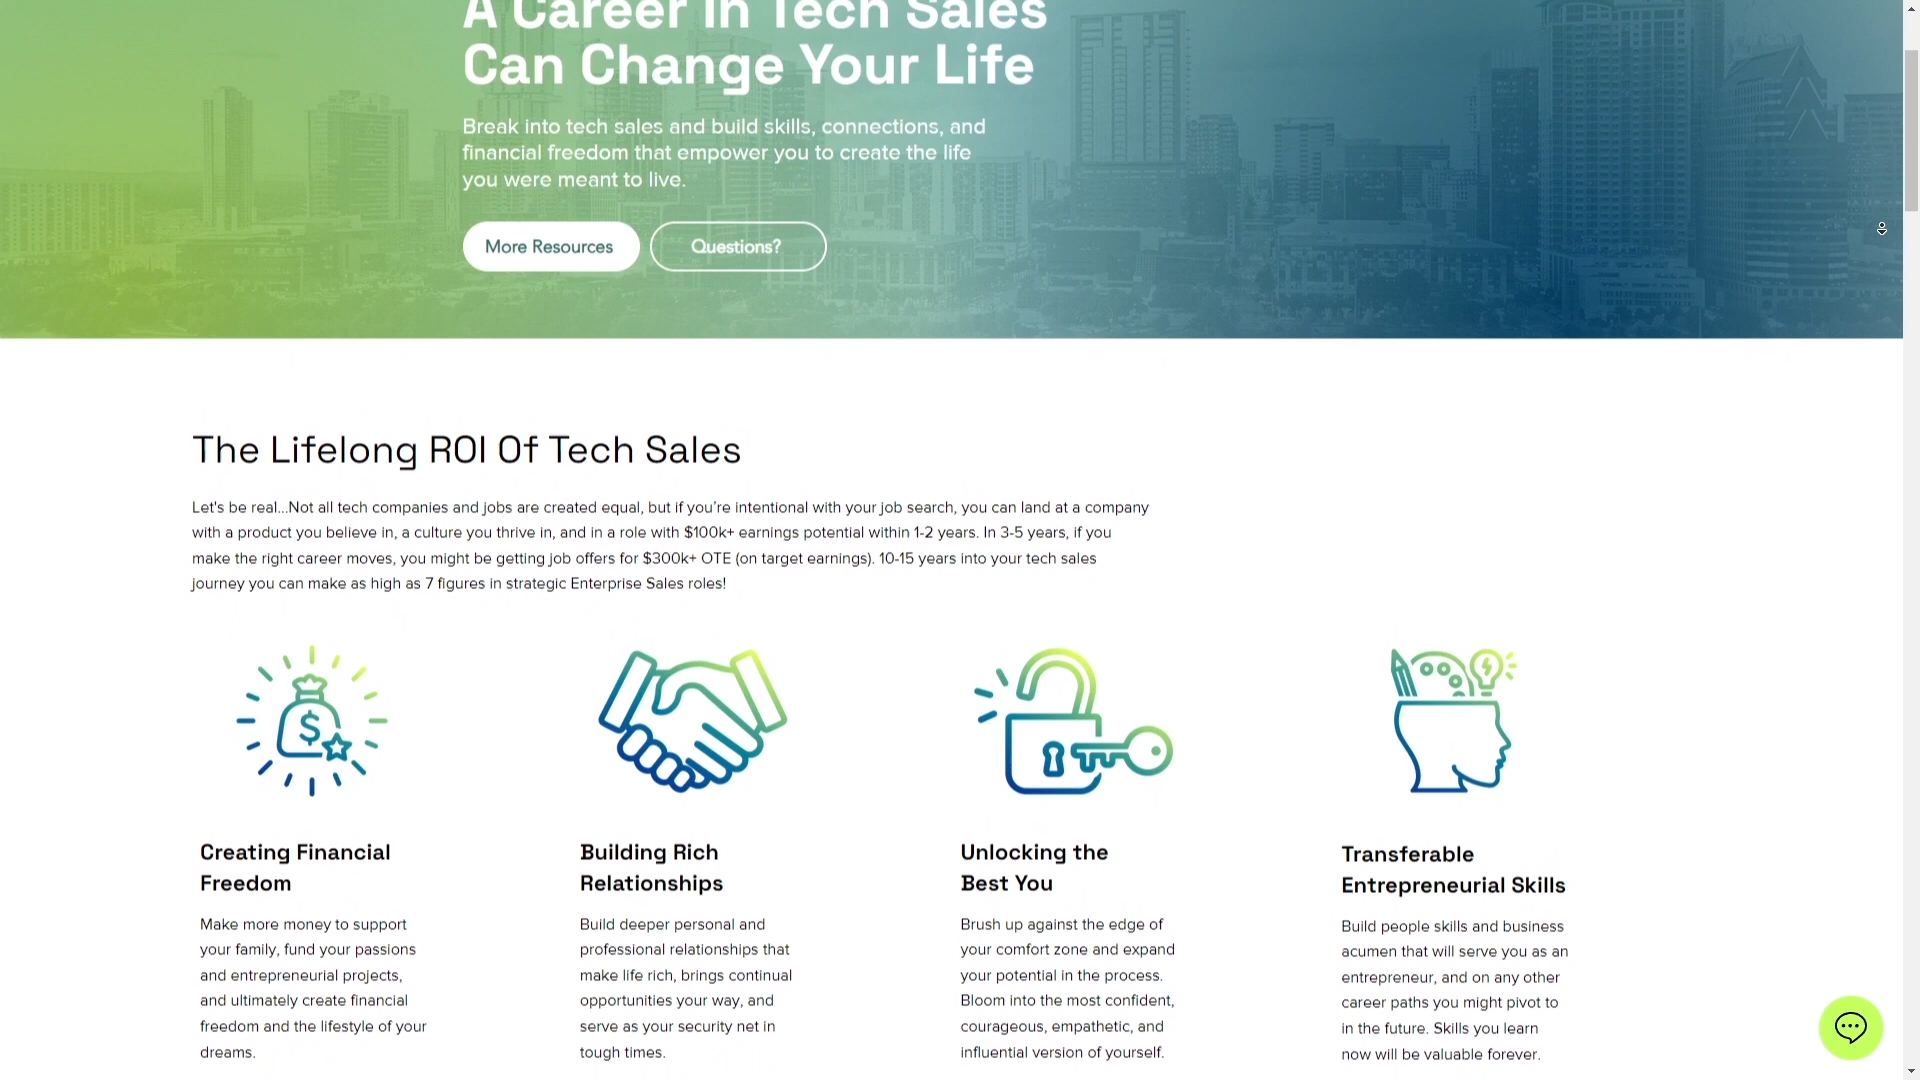 A Career in Tech Sales
Can Change Your Life
Break into tech sales and build skills, connections, and
financial freedom that empower you to create the life
you were meant to live.
More Resources
Questions?
The Lifelong ROI Of Tech Sales
Let's be real...Not all tech companies and jobs are created equal, but if you’re intentional with your job search, you can land at a company
with a product you believe in, a culture you thrive in, and in a role with $100k+ earnings potential within 1-2 years. In 3-5 years, if you
make the right career moves, you might be getting job offers for $300k+ OTE (on target earnings). 10-15 years into your tech sales
journey you can make as high as 7 figures in strategic Enterprise Sales roles!
$
Creating Financial
Freedom
Make more money to support
your family, fund your passions
and entrepreneurial projects,
and ultimately create financial
freedom and the lifestyle of your
dreams.
Building Rich
Relationships
Build deeper personal and
professional relationships that
make life rich, brings continual
opportunities your way, and
serve as your security net in
tough times.
Unlocking the
Best You
Brush up against the edge of
your comfort zone and expand
your potential in the process.
Bloom into the most confident,
courageous, empathetic, and
influential version of yourself.
Transferable
Entrepreneurial Skills
Build people skills and business
acumen that will serve you as an
entrepreneur, and on any other
career paths you might pivot to
in the future. Skills you learn
now will be valuable forever.